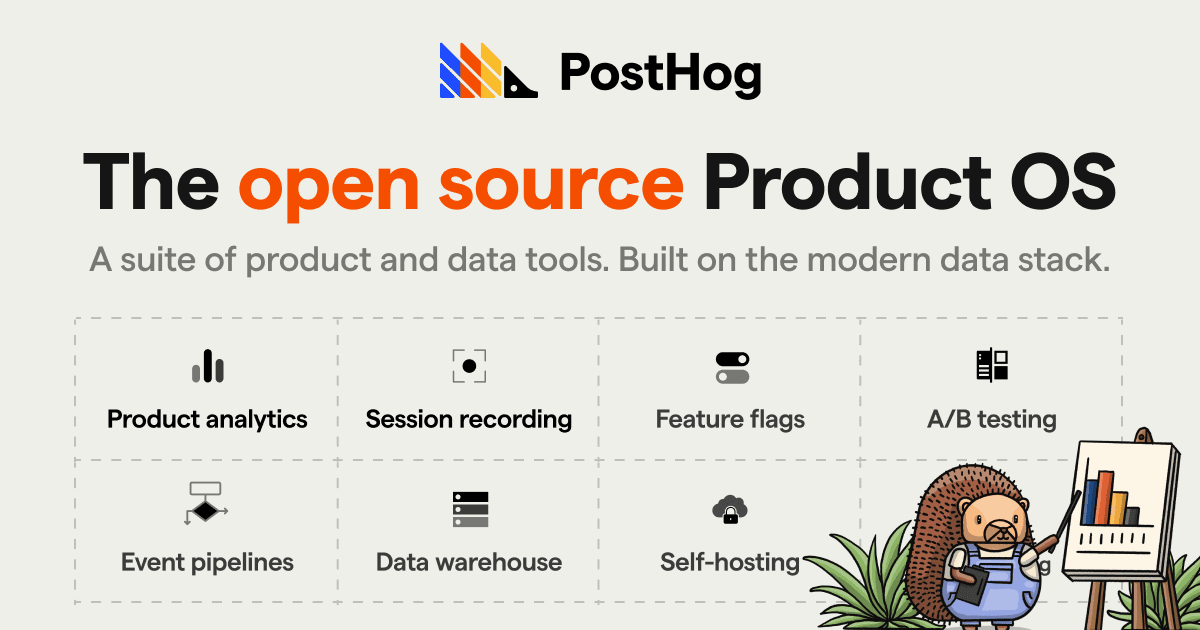 PostHog
The open source Product OS
A suite of product and data tools. Built on the modern data stack.
Product analytics
Session recording
Feature flags
A/B testing
Event pipelines
Data warehouse
Self-hosting